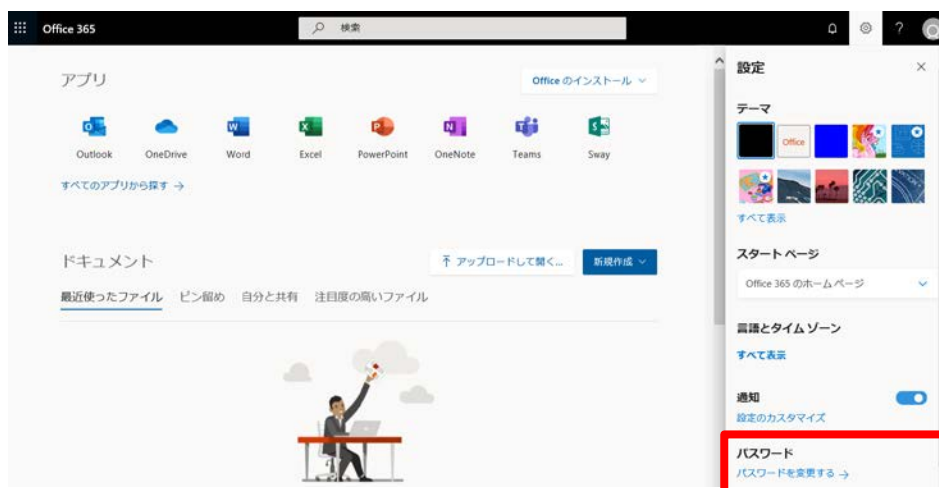 Office 365
検索
?
アプリ
Office のインストール
Outlook
OneDrive
Word
Excel
PowerPoint
OneNote
Teams
Sway
すべてのアプリから探す →
ドキュメント
アップロードして開く...
新規作成
最近使ったファイル ピン留め 自分と共有 注目度の高いファイル
設定
テーマ
Office
すべて表示
スタート ページ
Office 365 のホーム ページ
言語とタイム ゾーン
すべて表示
通知
設定のカスタマイズ
パスワード
パスワードを変更する →